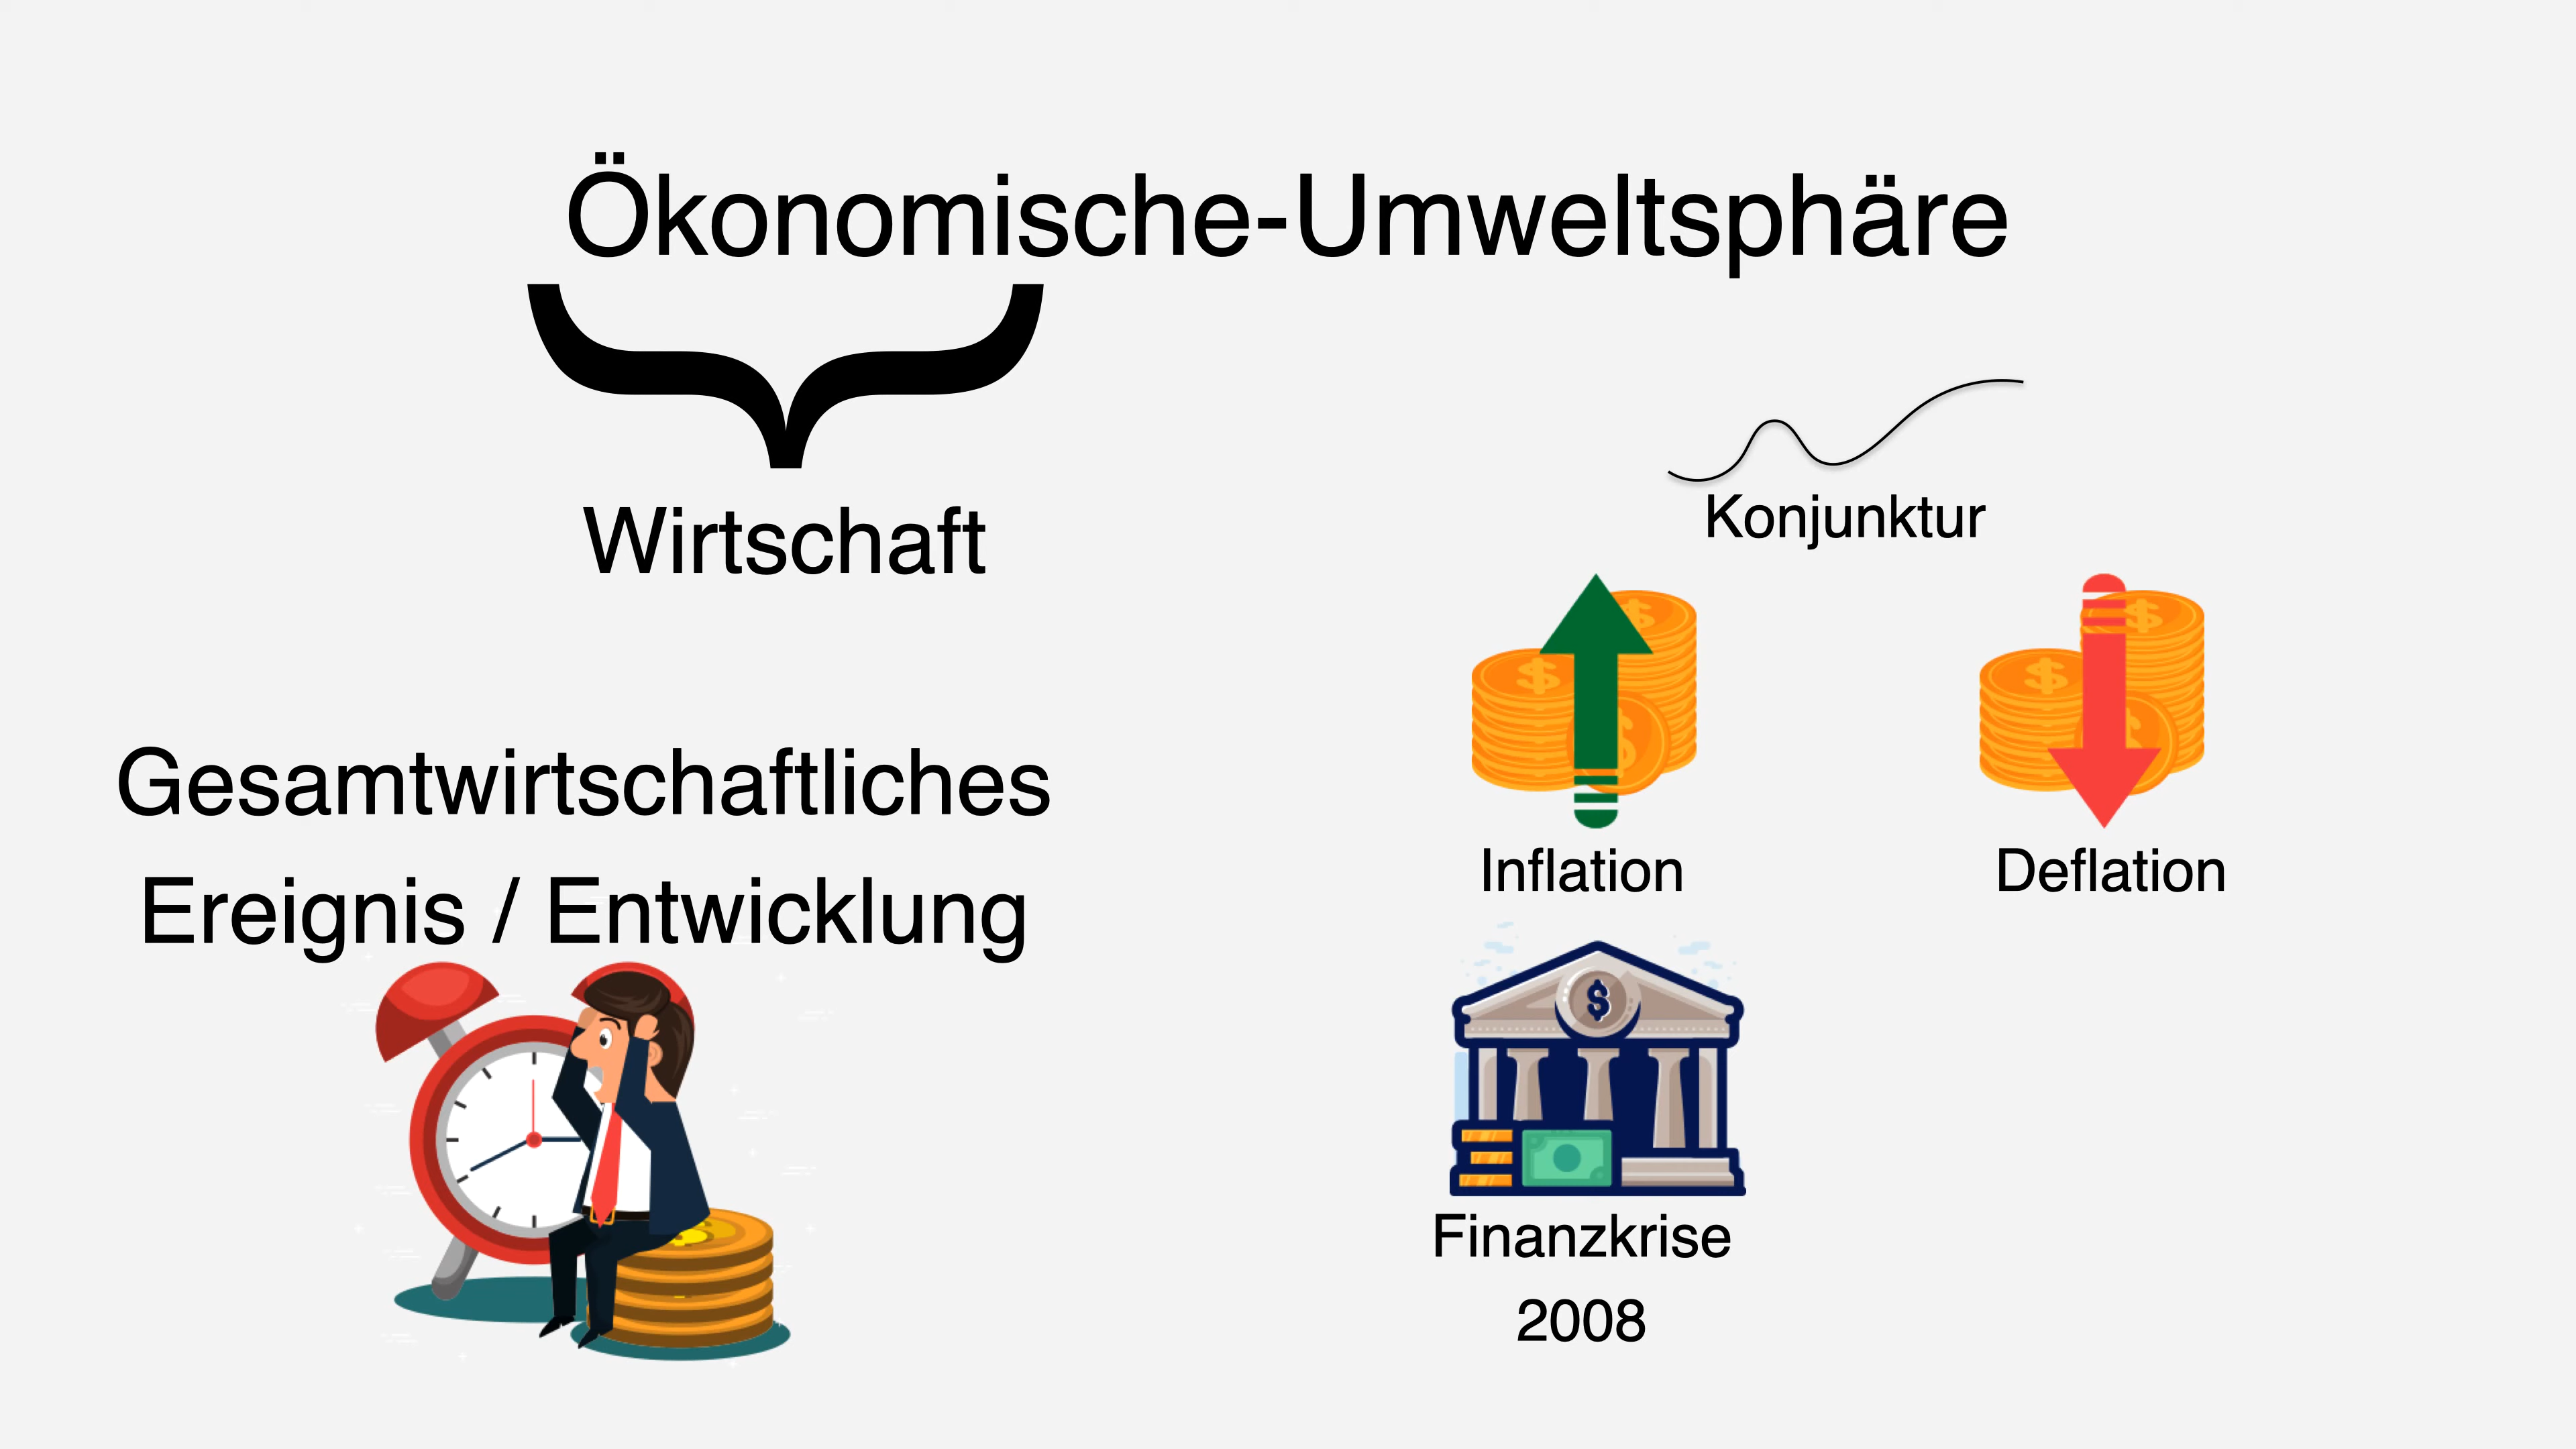 Ökonomische-Umweltsphäre
Wirtschaft
Gesamtwirtschaftliches
Ereignis / Entwicklung
Konjunktur
Inflation
Deflation
Finanzkrise
2008